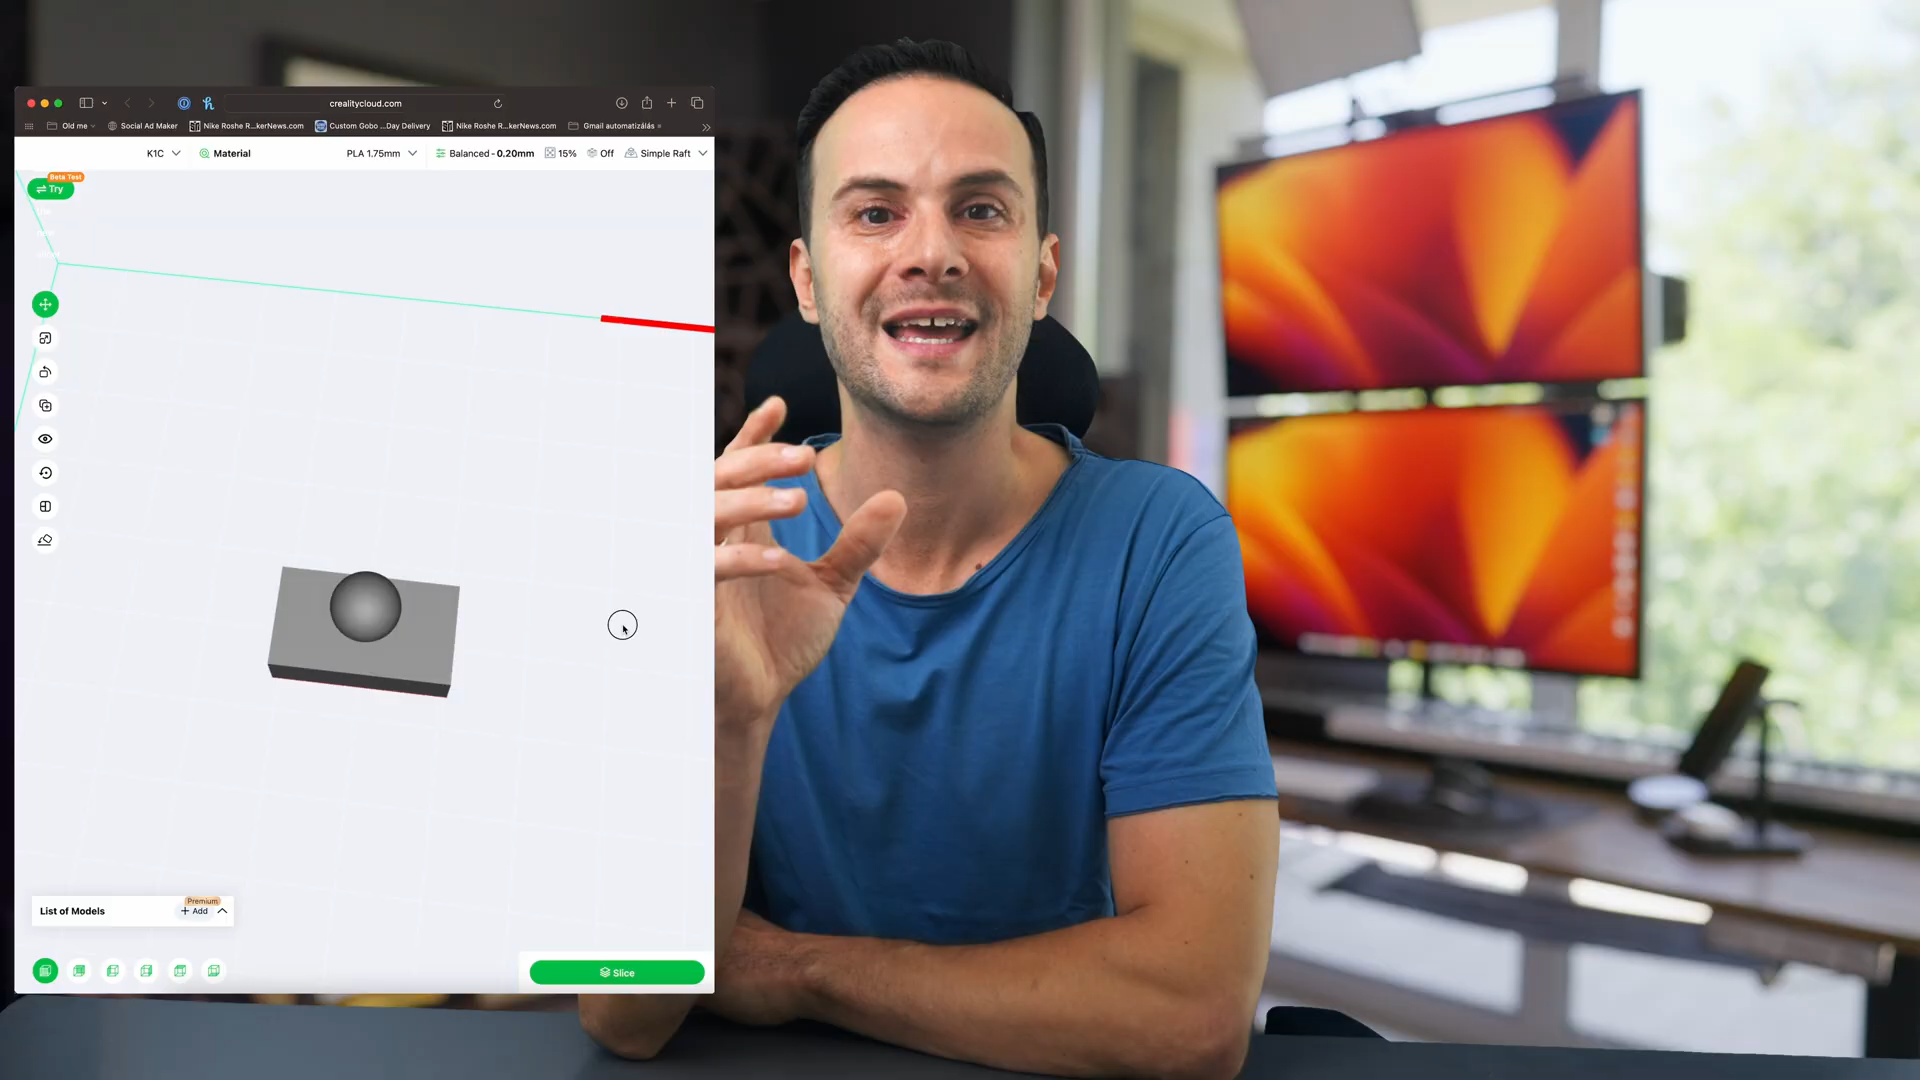 crealitycloud.com
Old me
Social Ad Maker
Nike Roshe R...kerNews.com
Custom Gobo ...Day Delivery
Nike Roshe R...kerNews.com
Gmail automatizálás
K1C
Material
PLA 1.75mm
Balanced - 0.20mm
15%
Off
Simple Raft
Beta Test
Try
List of Models
Premium
+ Add
Slice